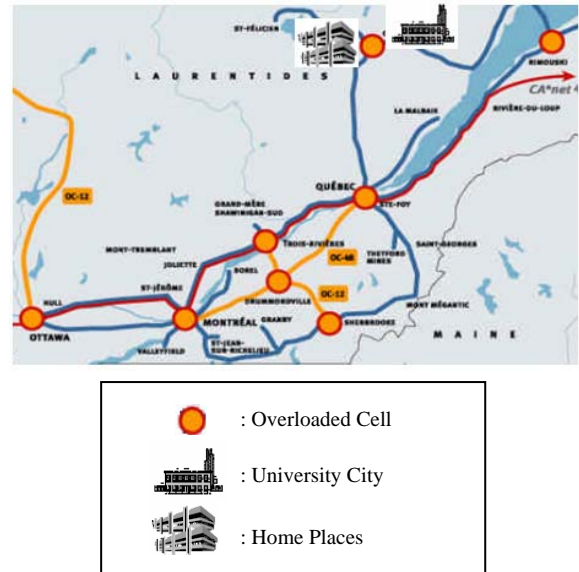 ST-FÉLICIEN
LAURENTIDES
RIMOUSKI
CA*net 4
RIVIÈRE-DU-LOUP
LA MALBAIE
QUÉBEC
STE-FOY
OC-12
GRAND-MÈRE
SHAWINIGAN-SUD
TROIS-RIVIÈRES
OC-48
SAINT-GEORGES
THETFORD
MINES
MONT-TREMBLANT
JOLIETTE
SOREL
ST-JÉRÔME
DRUMMONDVILLE
OC-12
MONT MÉGANTIC
HULL
OTTAWA
MONTRÉAL
GRANBY
SHERBROOKE
MAINE
VALLEYFIELD
ST-JEAN-
SUR-RICHELIEU
: Overloaded Cell
: University City
: Home Places